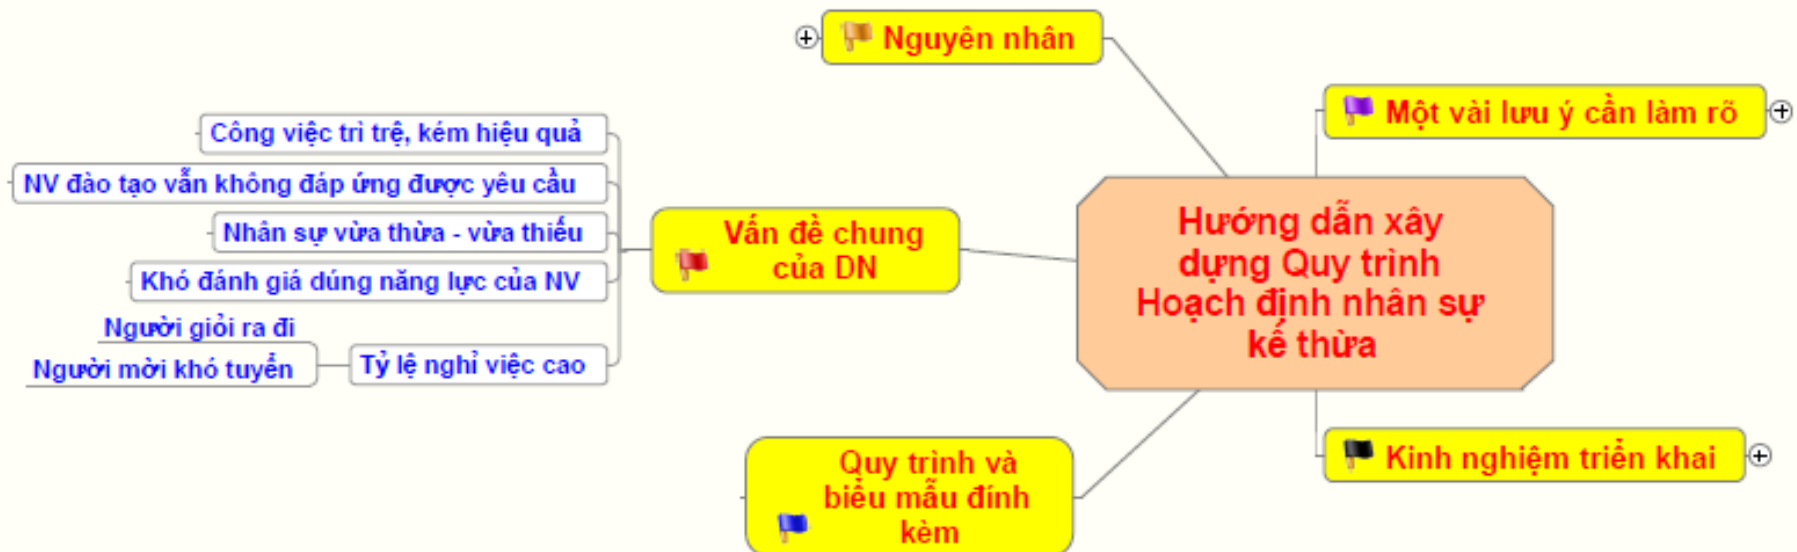 Nguyên nhân
Một vài lưu ý cần làm rõ
Hướng dẫn xây
dựng Quy trình
Hoạch định nhân sự
kế thừa
Vấn đề chung
của DN
Công việc trì trệ, kém hiệu quả
NV đào tạo vẫn không đáp ứng được yêu cầu
Nhân sự vừa thừa - vừa thiếu
Khó đánh giá dúng năng lực của NV
Tỷ lệ nghỉ việc cao
Người giỏi ra đi
Người mời khó tuyển
Quy trình và
biểu mẫu đính
kèm
Kinh nghiệm triển khai